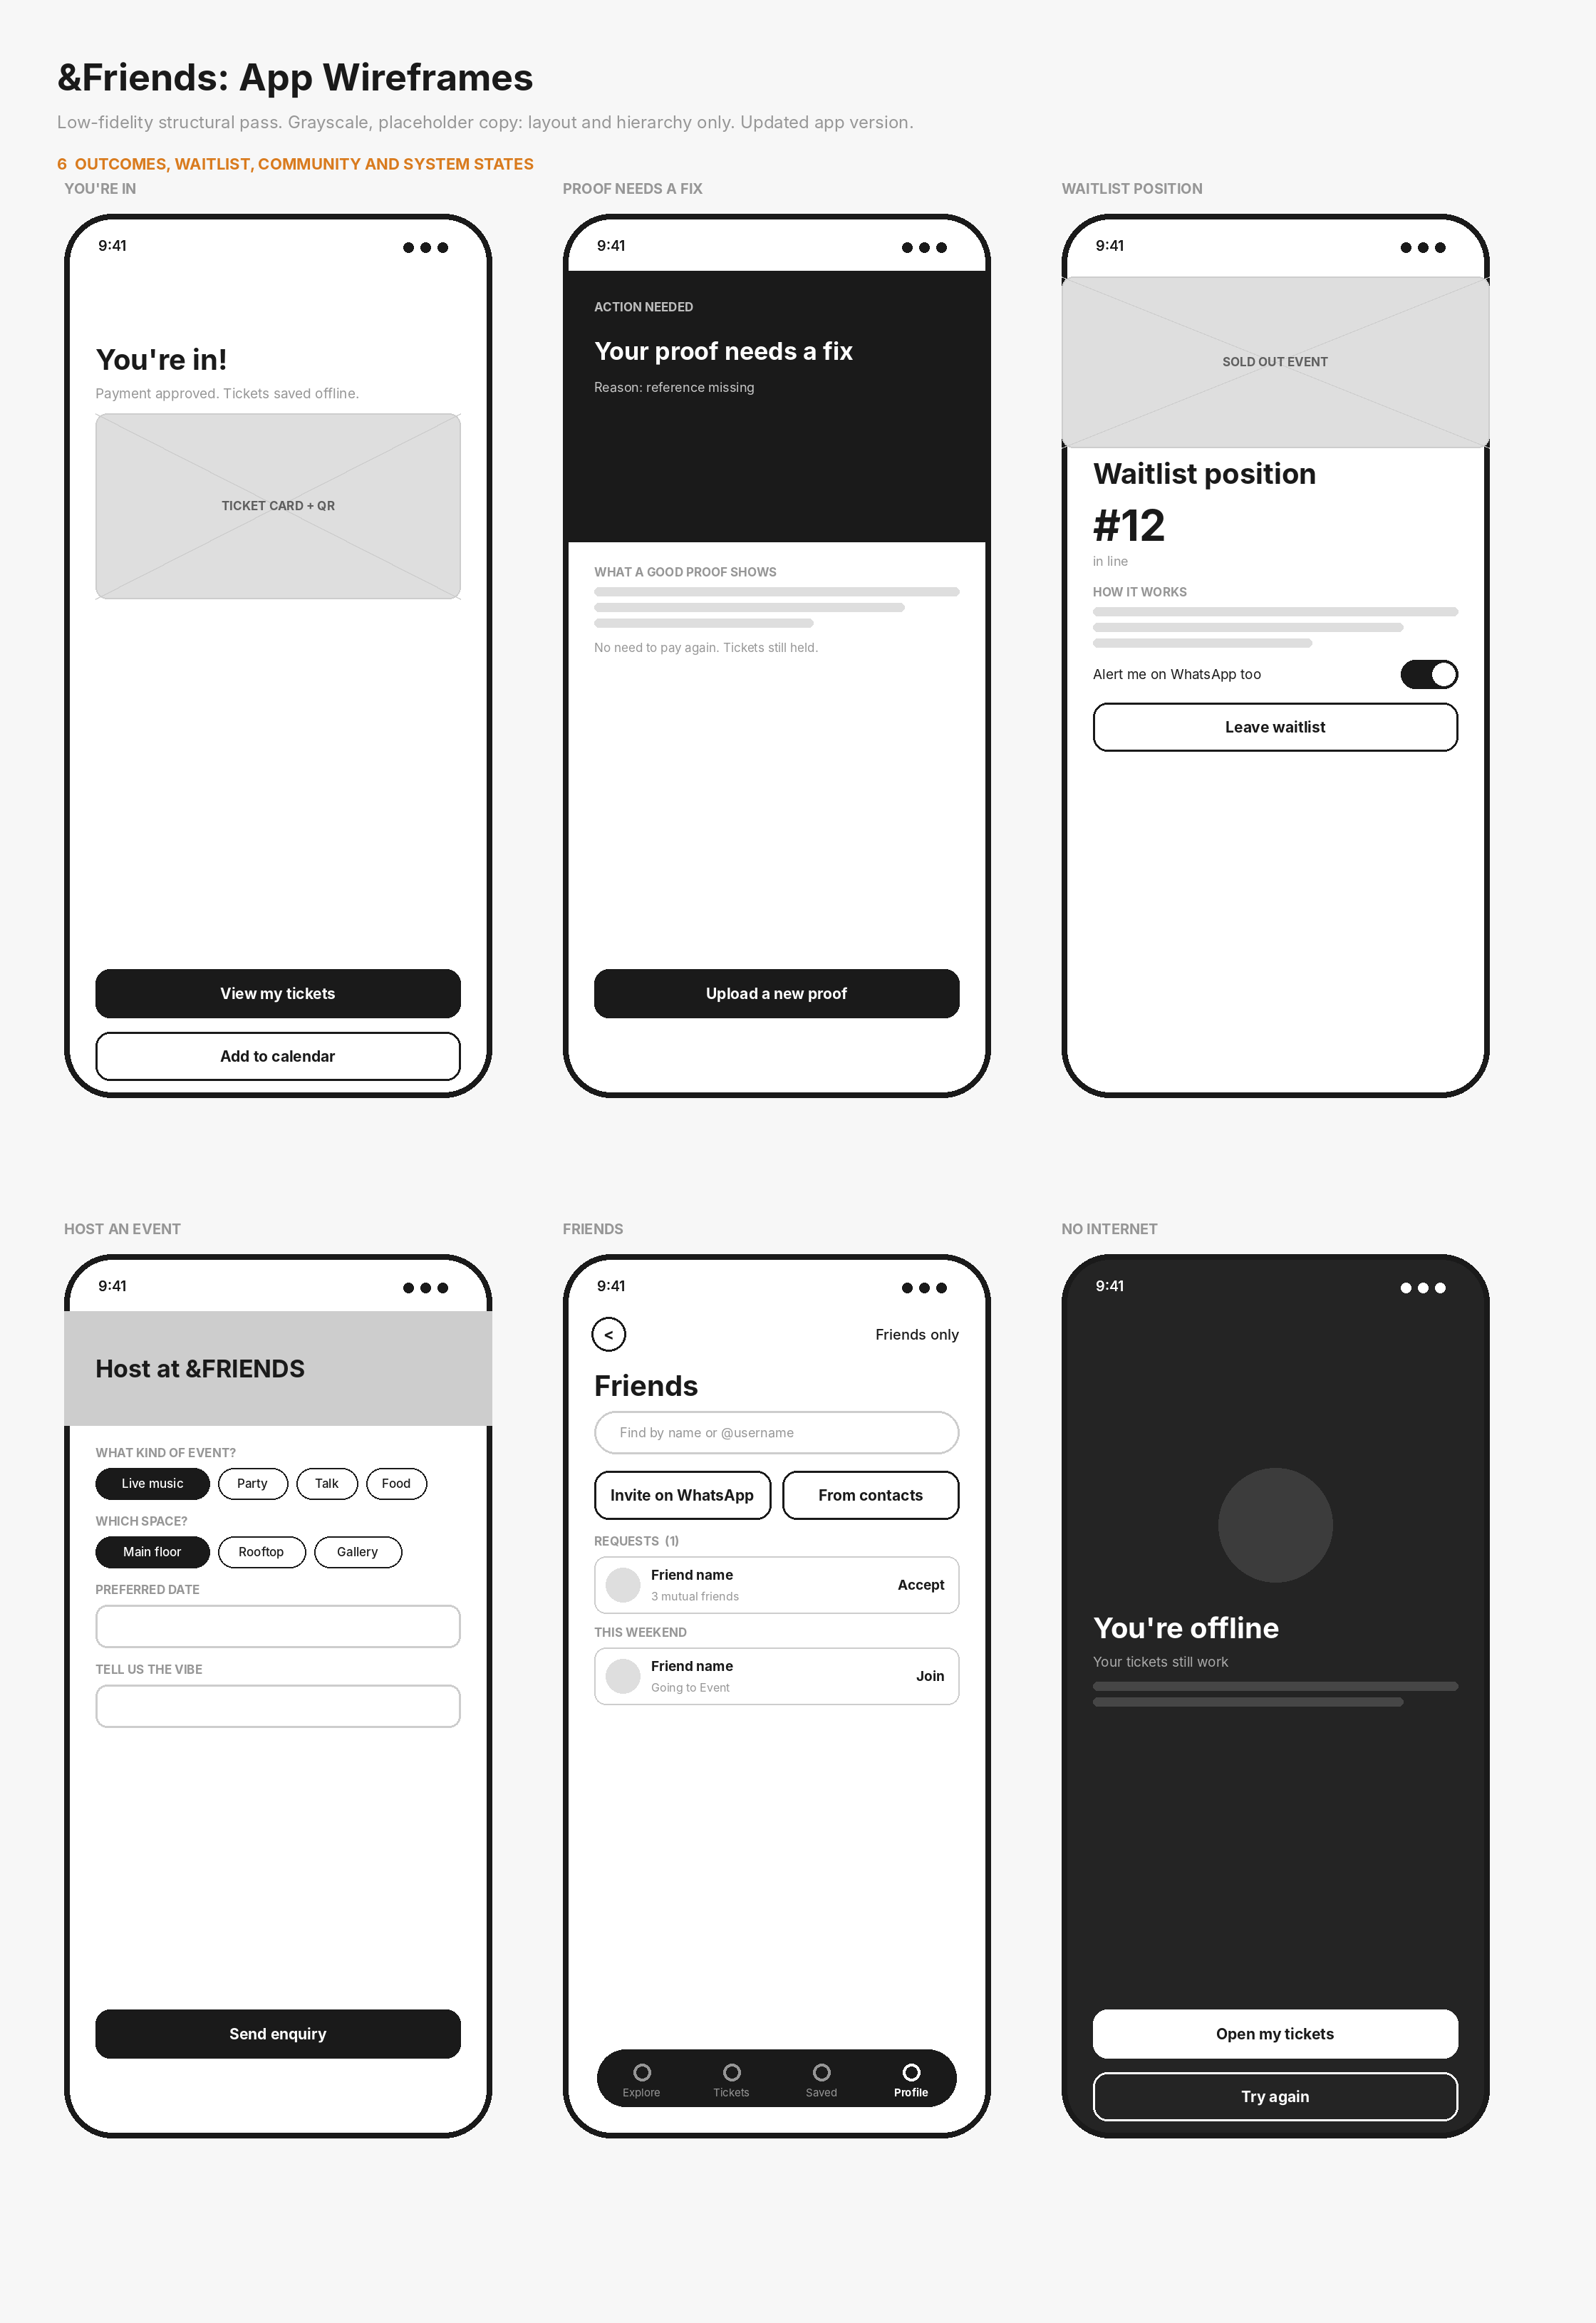 &Friends: App Wireframes
Low-fidelity structural pass. Grayscale, placeholder copy: layout and hierarchy only. Updated app version.
6 OUTCOMES, WAITLIST, COMMUNITY AND SYSTEM STATES
YOU'RE IN
9:41
You're in!
Payment approved. Tickets saved offline.
TICKET CARD + QR
View my tickets
Add to calendar
PROOF NEEDS A FIX
9:41
ACTION NEEDED
Your proof needs a fix
Reason: reference missing
WHAT A GOOD PROOF SHOWS
No need to pay again. Tickets still held.
Upload a new proof
WAITLIST POSITION
9:41
SOLD OUT EVENT
Waitlist position
#12
in line
HOW IT WORKS
Alert me on WhatsApp too
Leave waitlist
HOST AN EVENT
9:41
Host at &FRIENDS
WHAT KIND OF EVENT?
Live music Party Talk Food
WHICH SPACE?
Main floor Rooftop Gallery
PREFERRED DATE
TELL US THE VIBE
Send enquiry
FRIENDS
9:41
< Friends only
Friends
Find by name or @username
Invite on WhatsApp From contacts
REQUESTS (1)
Friend name
3 mutual friends
Accept
THIS WEEKEND
Friend name
Going to Event
Join
Explore Tickets Saved Profile
NO INTERNET
9:41
You're offline
Your tickets still work
Open my tickets
Try again